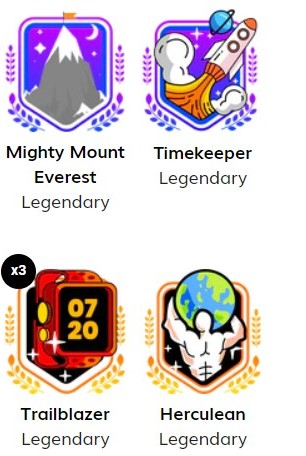 Mighty Mount
Everest
Legendary
Timekeeper
Legendary
x3
07
20
Trailblazer
Legendary
Herculean
Legendary